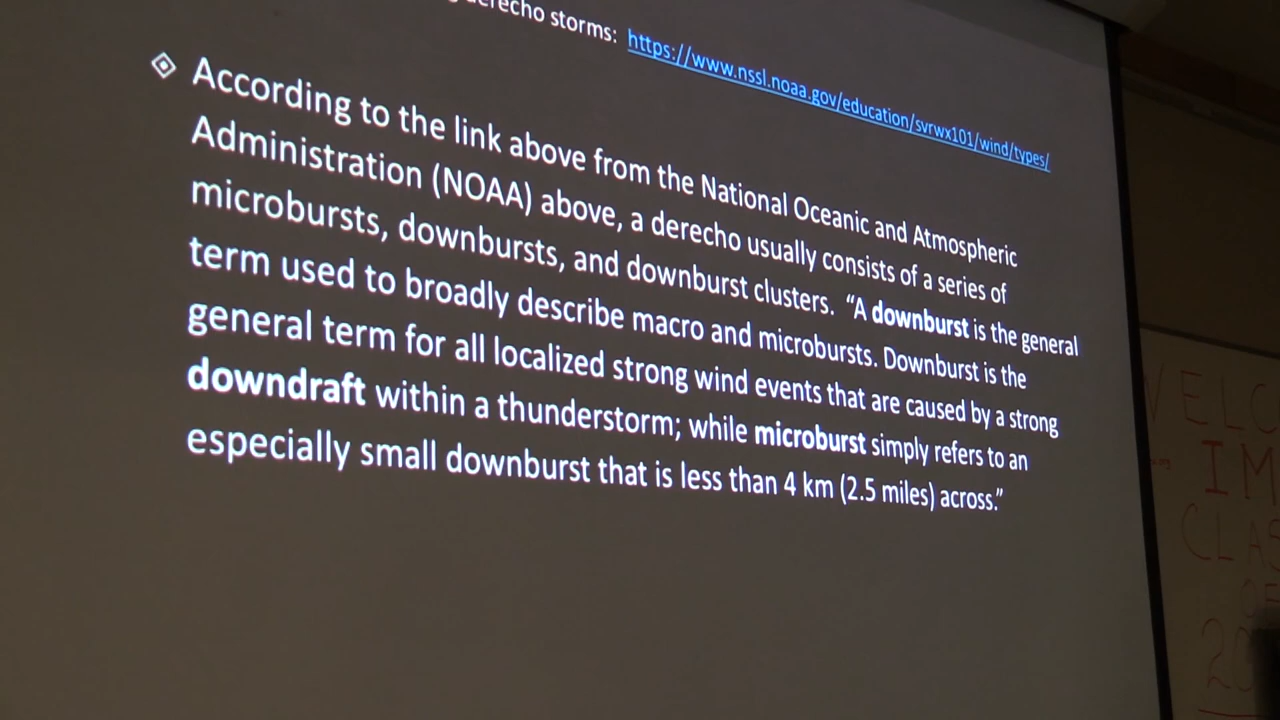 derecho storms: https://www.nssl.noaa.gov/education/svrwx101/wind/types/
According to the link above from the National Oceanic and Atmospheric
Administration (NOAA) above, a derecho usually consists of a series of
microbursts, downbursts, and downburst clusters. “A downburst is the general
term used to broadly describe macro and microbursts. Downburst is the
general term for all localized strong wind events that are caused by a strong
downdraft within a thunderstorm; while microburst simply refers to an
especially small downburst that is less than 4 km (2.5 miles) across.”